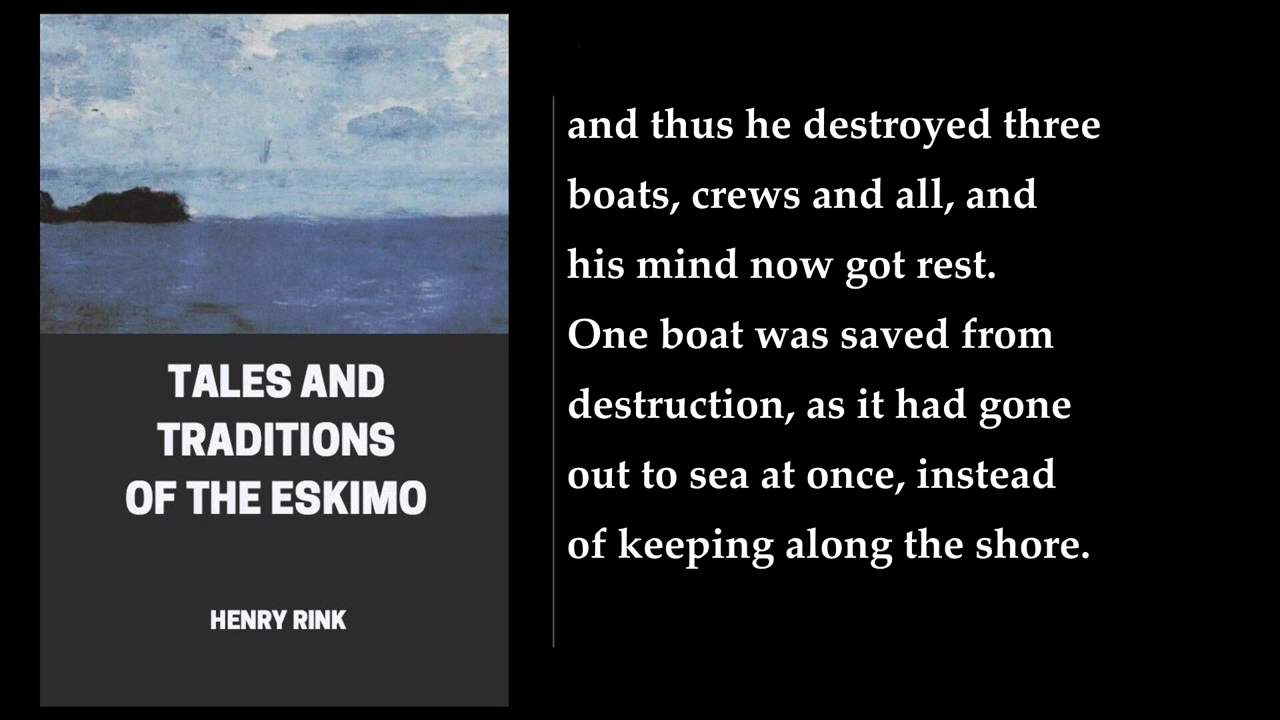 TALES AND
TRADITIONS
OF THE ESKIMO
HENRY RINK
and thus he destroyed three
boats, crews and all, and
his mind now got rest.
One boat was saved from
destruction, as it had gone
out to sea at once, instead
of keeping along the shore.